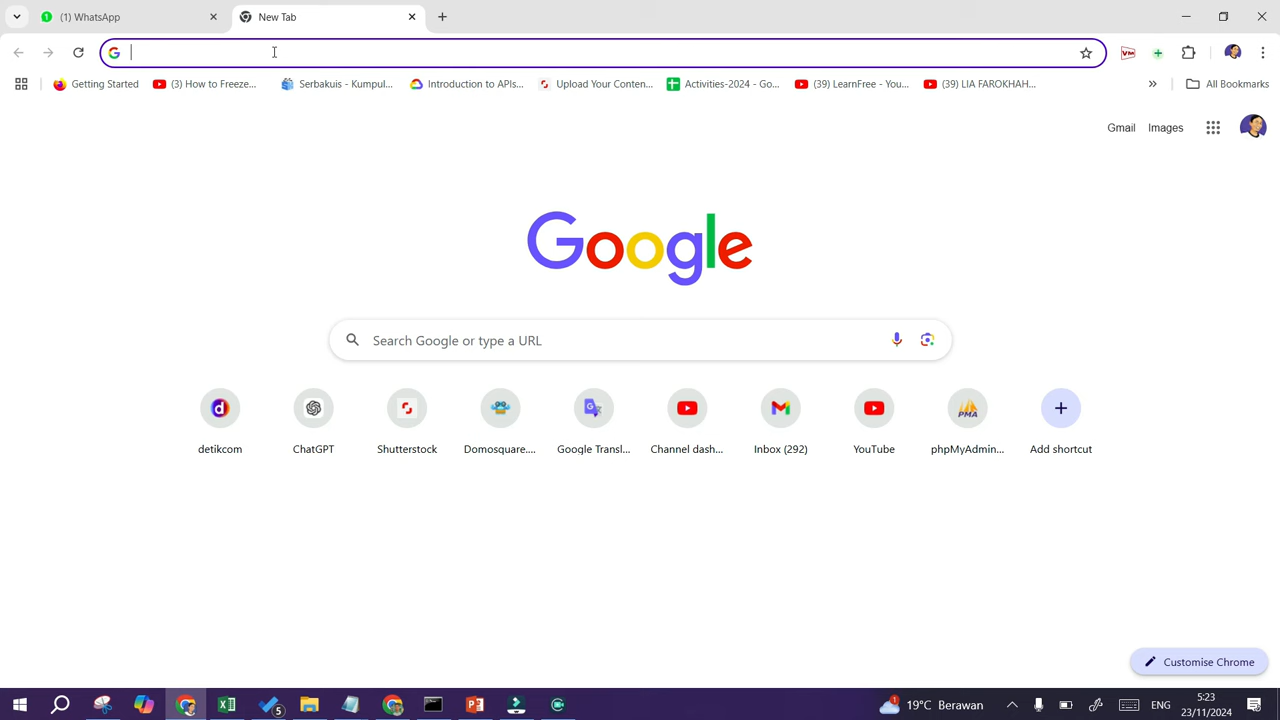 (1) WhatsApp
New Tab
Getting Started
(3) How to Freeze...
Serbakuis - Kumpul...
Introduction to APIs...
Upload Your Conten...
Activities-2024 - Go...
(39) LearnFree - You...
(39) LIA FAROKHAH...
All Bookmarks
Gmail
Images
Google
Search Google or type a URL
detikcom
ChatGPT
Shutterstock
Domosquare....
Google Transl...
Channel dash...
Inbox (292)
YouTube
phpMyAdmin...
Add shortcut
Customise Chrome
19°C Berawan
ENG
5:23
23/11/2024